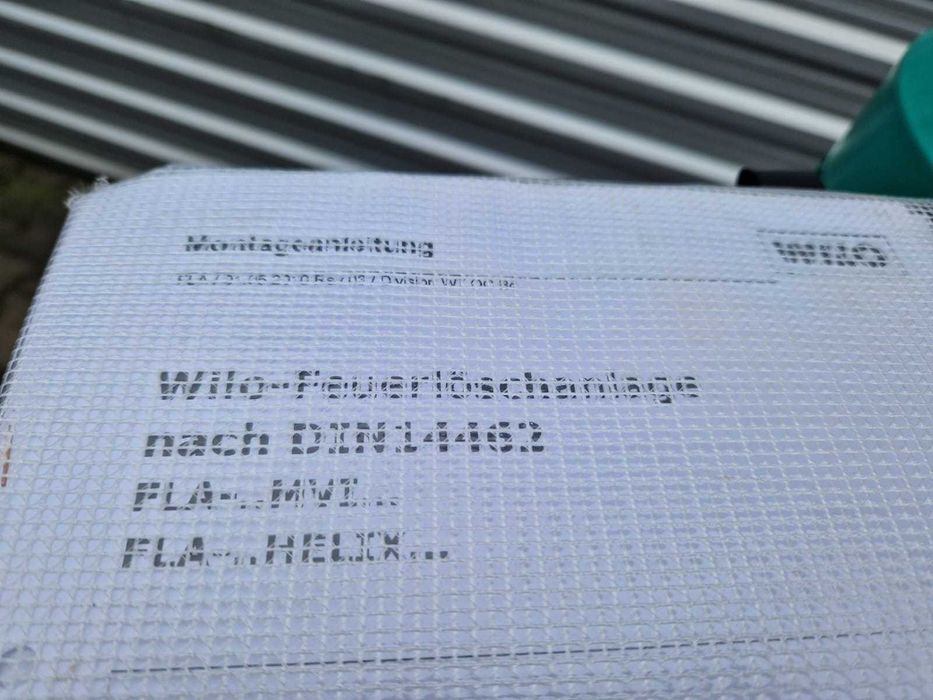 Montageanleitung
wilo
Wilo-Feuerlöschanlage
nach DIN14462
FLA-..MVI...
FLA-..HELIX...